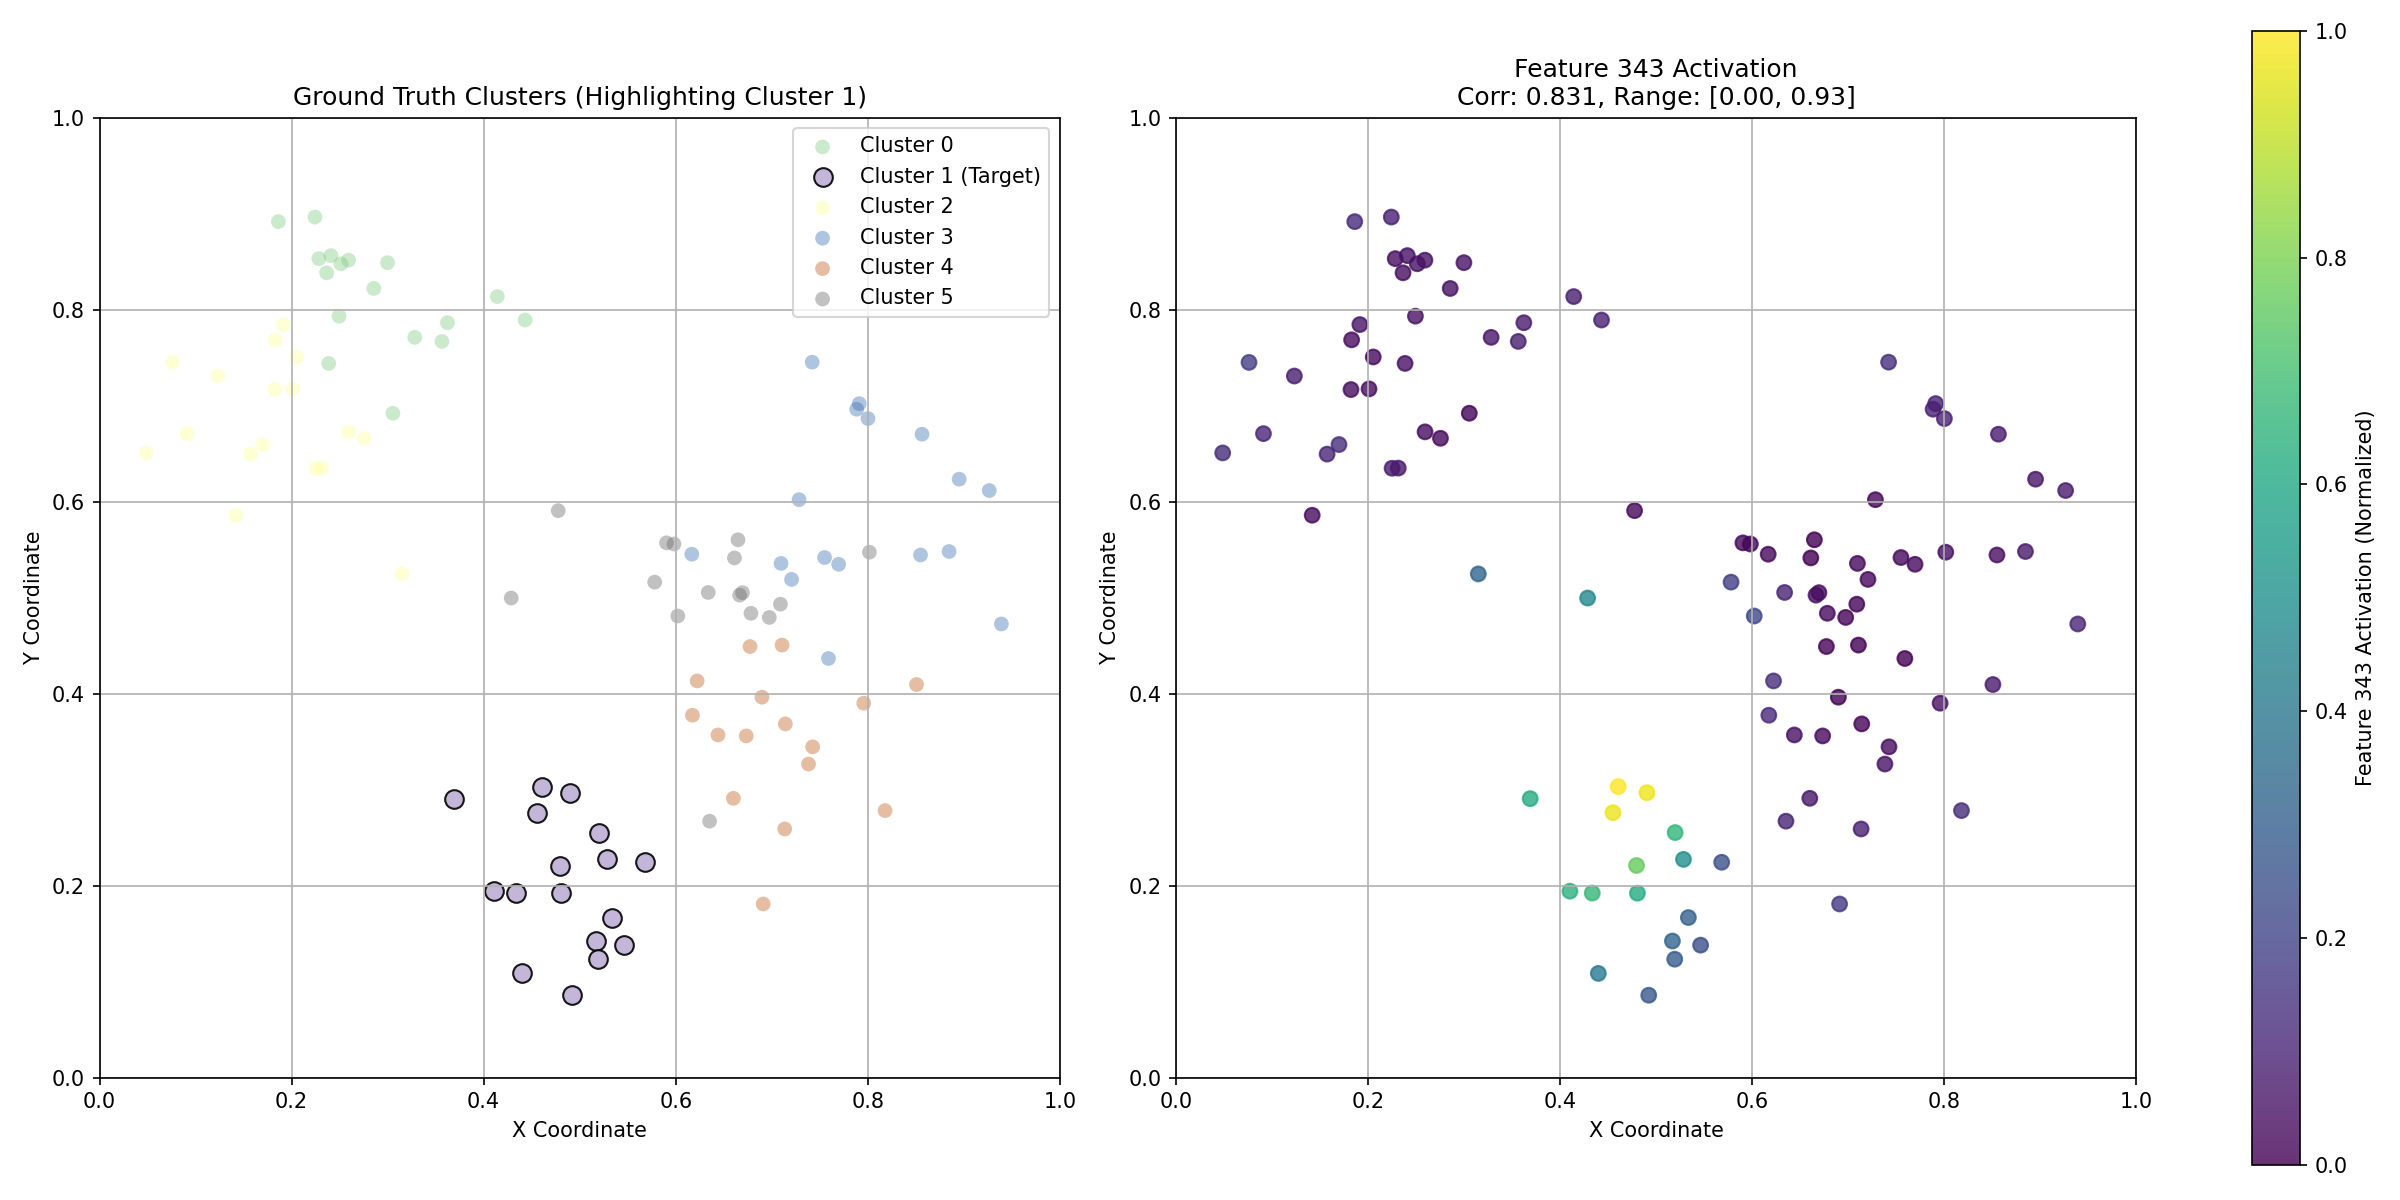 Ground Truth Clusters (Highlighting Cluster 1)
1.0
0.8
0.6
0.4
0.2
0.0
Y Coordinate
0.0 0.2 0.4 0.6 0.8 1.0
X Coordinate
Cluster 0
Cluster 1 (Target)
Cluster 2
Cluster 3
Cluster 4
Cluster 5
Feature 343 Activation
Corr: 0.831, Range: [0.00, 0.93]
1.0
0.8
0.6
0.4
0.2
0.0
Y Coordinate
0.0 0.2 0.4 0.6 0.8 1.0
X Coordinate
1.0
0.8
0.6
0.4
0.2
0.0
Feature 343 Activation (Normalized)